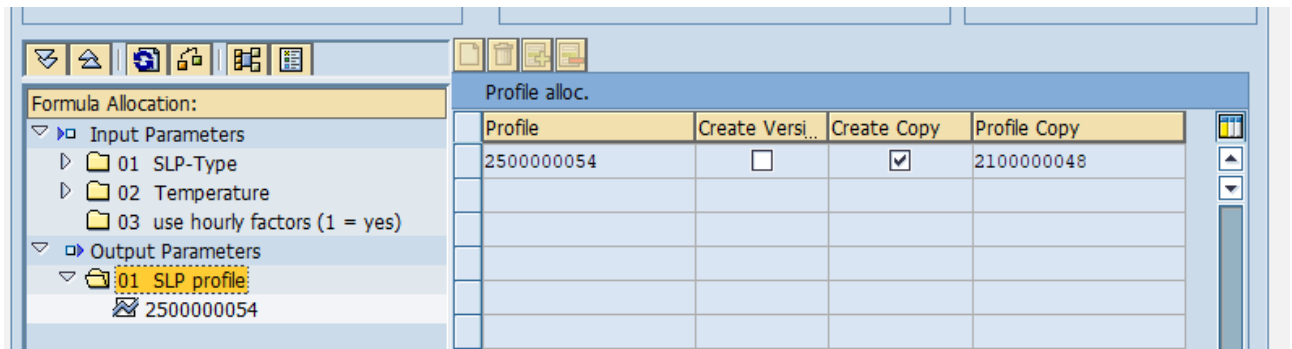 Formula Allocation:
Input Parameters
01 SLP-Type
02 Temperature
03 use hourly factors (1 = yes)
Output Parameters
01 SLP profile
2500000054
Profile alloc.
Profile Create Versi... Create Copy Profile Copy
2500000054 2100000048